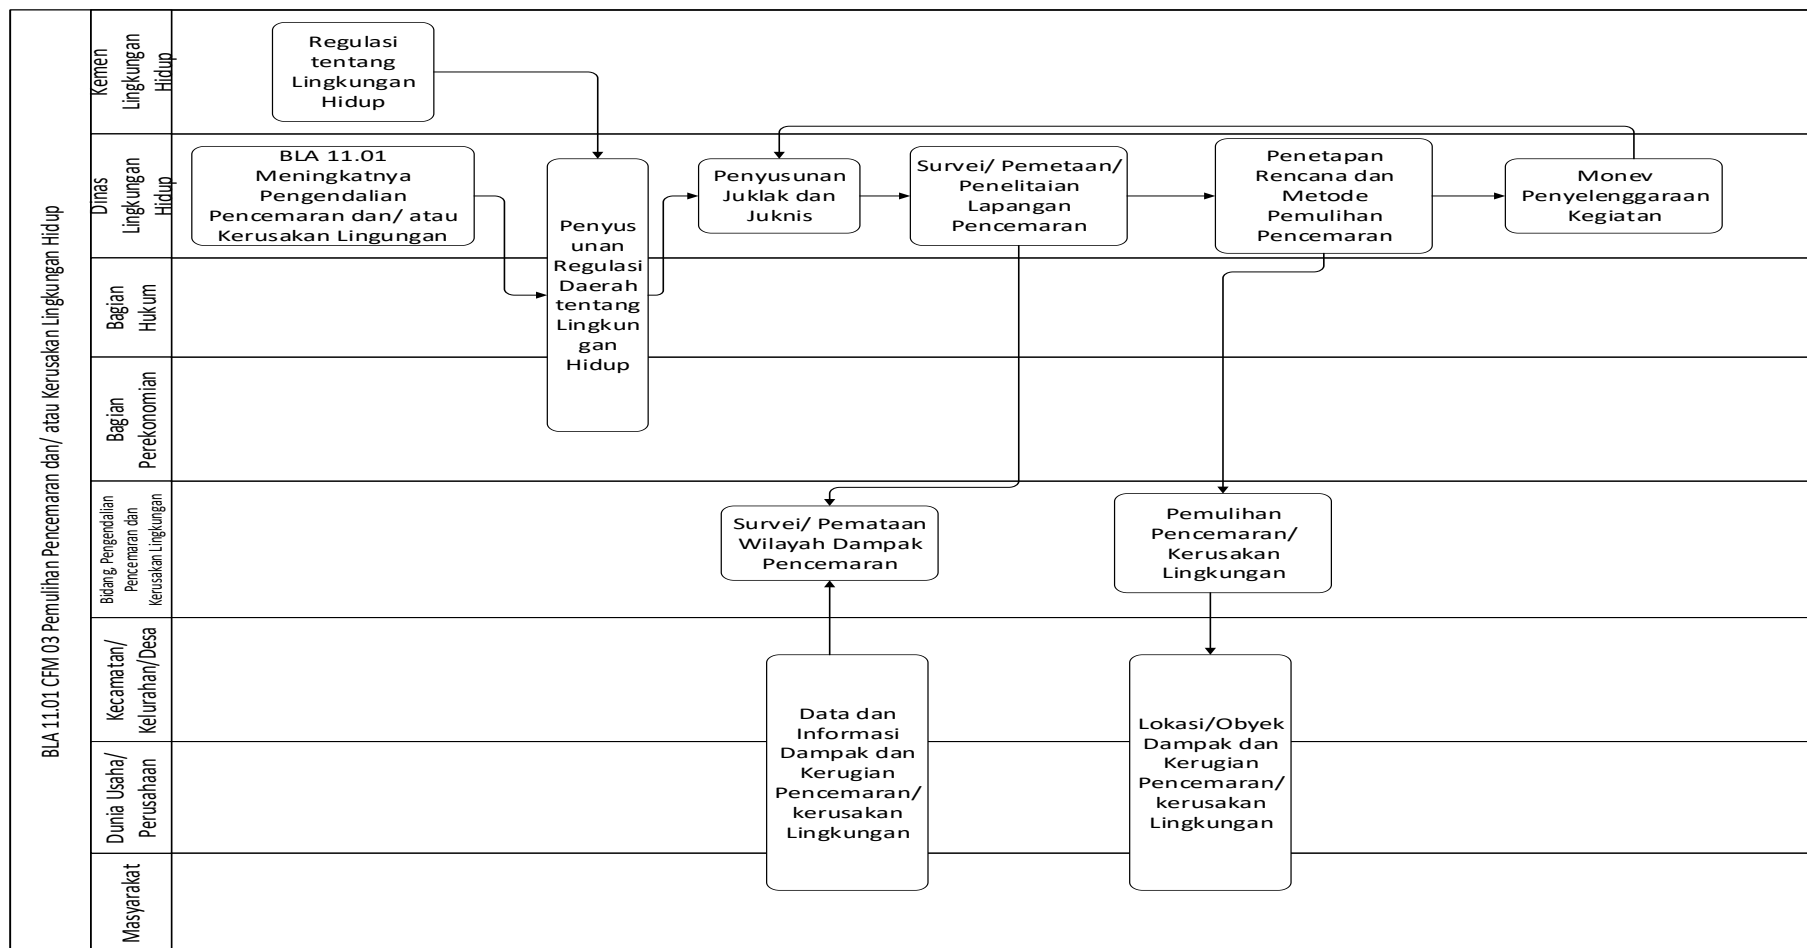 BLA 11.01 CFM 03 Pemulihan Pencemaran dan/ atau Kerusakan Lingkungan Hidup
Kemen
Lingkungan
Hidup
Regulasi
tentang
Lingkungan
Hidup
Dinas
Lingkungan
Hidup
BLA 11.01
Meningkatnya
Pengendalian
Pencemaran dan/ atau
Kerusakan Lingungan
Penyus
unan
Regulasi
Daerah
tentang
Lingkun
gan
Hidup
Penyusunan
Juklak dan
Juknis
Survei/ Pemetaan/
Penelitaian
Lapangan
Pencemaran
Penetapan
Rencana dan
Metode
Pemulihan
Pencemaran
Monev
Penyelenggaraan
Kegiatan
Bagian
Hukum
Bagian
Perekonomian
Bidang, Pengendalian
Pencemaran dan
Kerusakan Lingkungan
Survei/ Pemataan
Wilayah Dampak
Pencemaran
Pemulihan
Pencemaran/
Kerusakan
Lingkungan
Kecamatan/
Kelurahan/Desa
Data dan
Informasi
Dampak dan
Kerugian
Pencemaran/
kerusakan
Lingkungan
Lokasi/Obyek
Dampak dan
Kerugian
Pencemaran/
kerusakan
Lingkungan
Dunia Usaha/
Perusahaan
Masyarakat